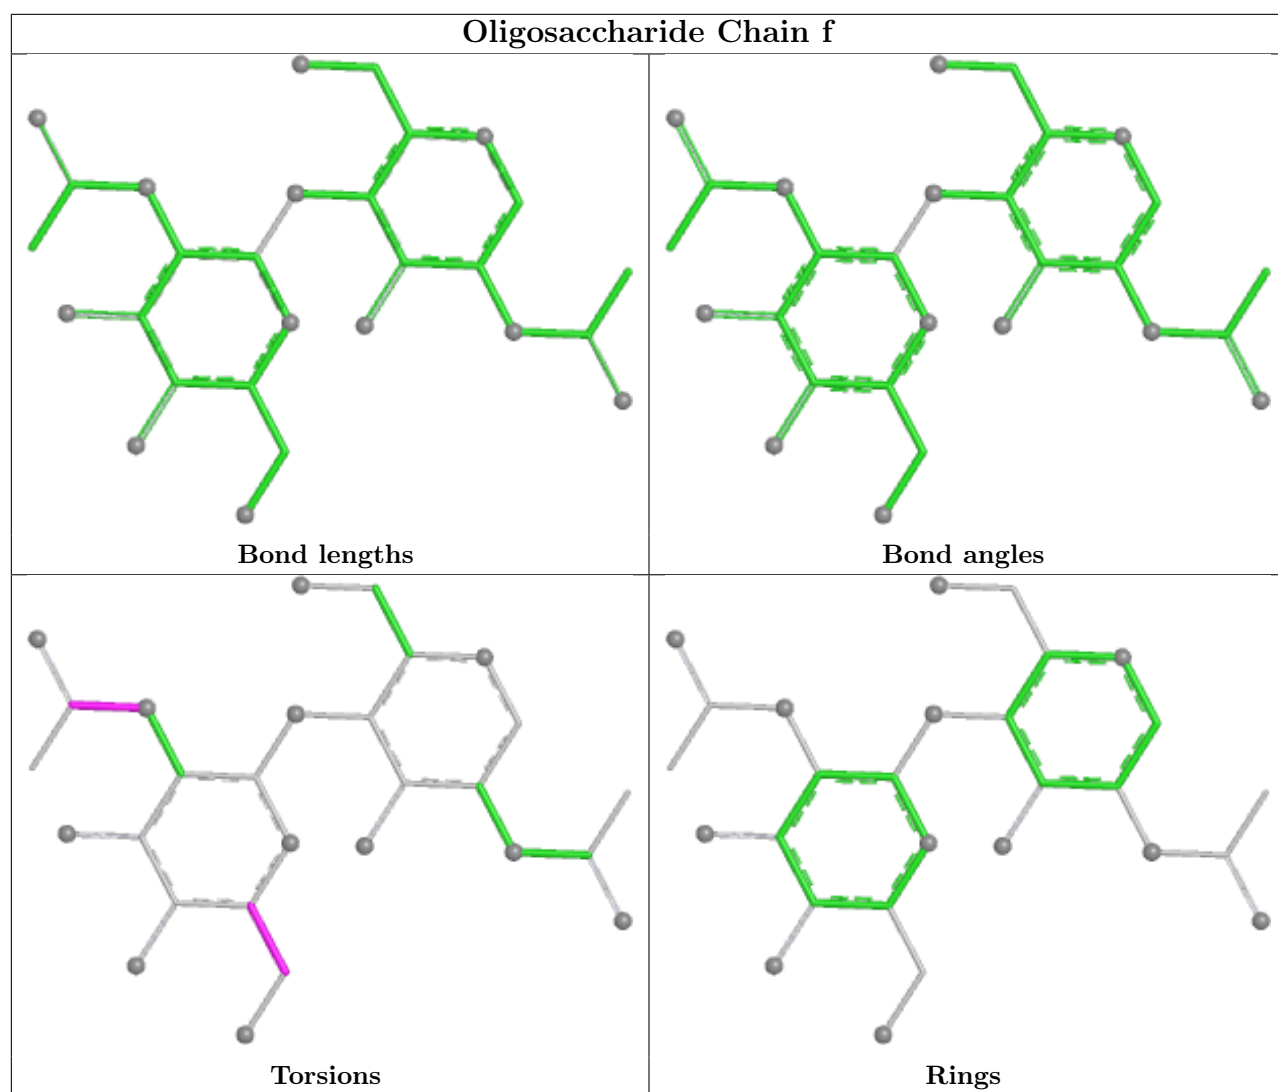 Oligosaccharide Chain f
Bond lengths
Bond angles
Torsions
Rings